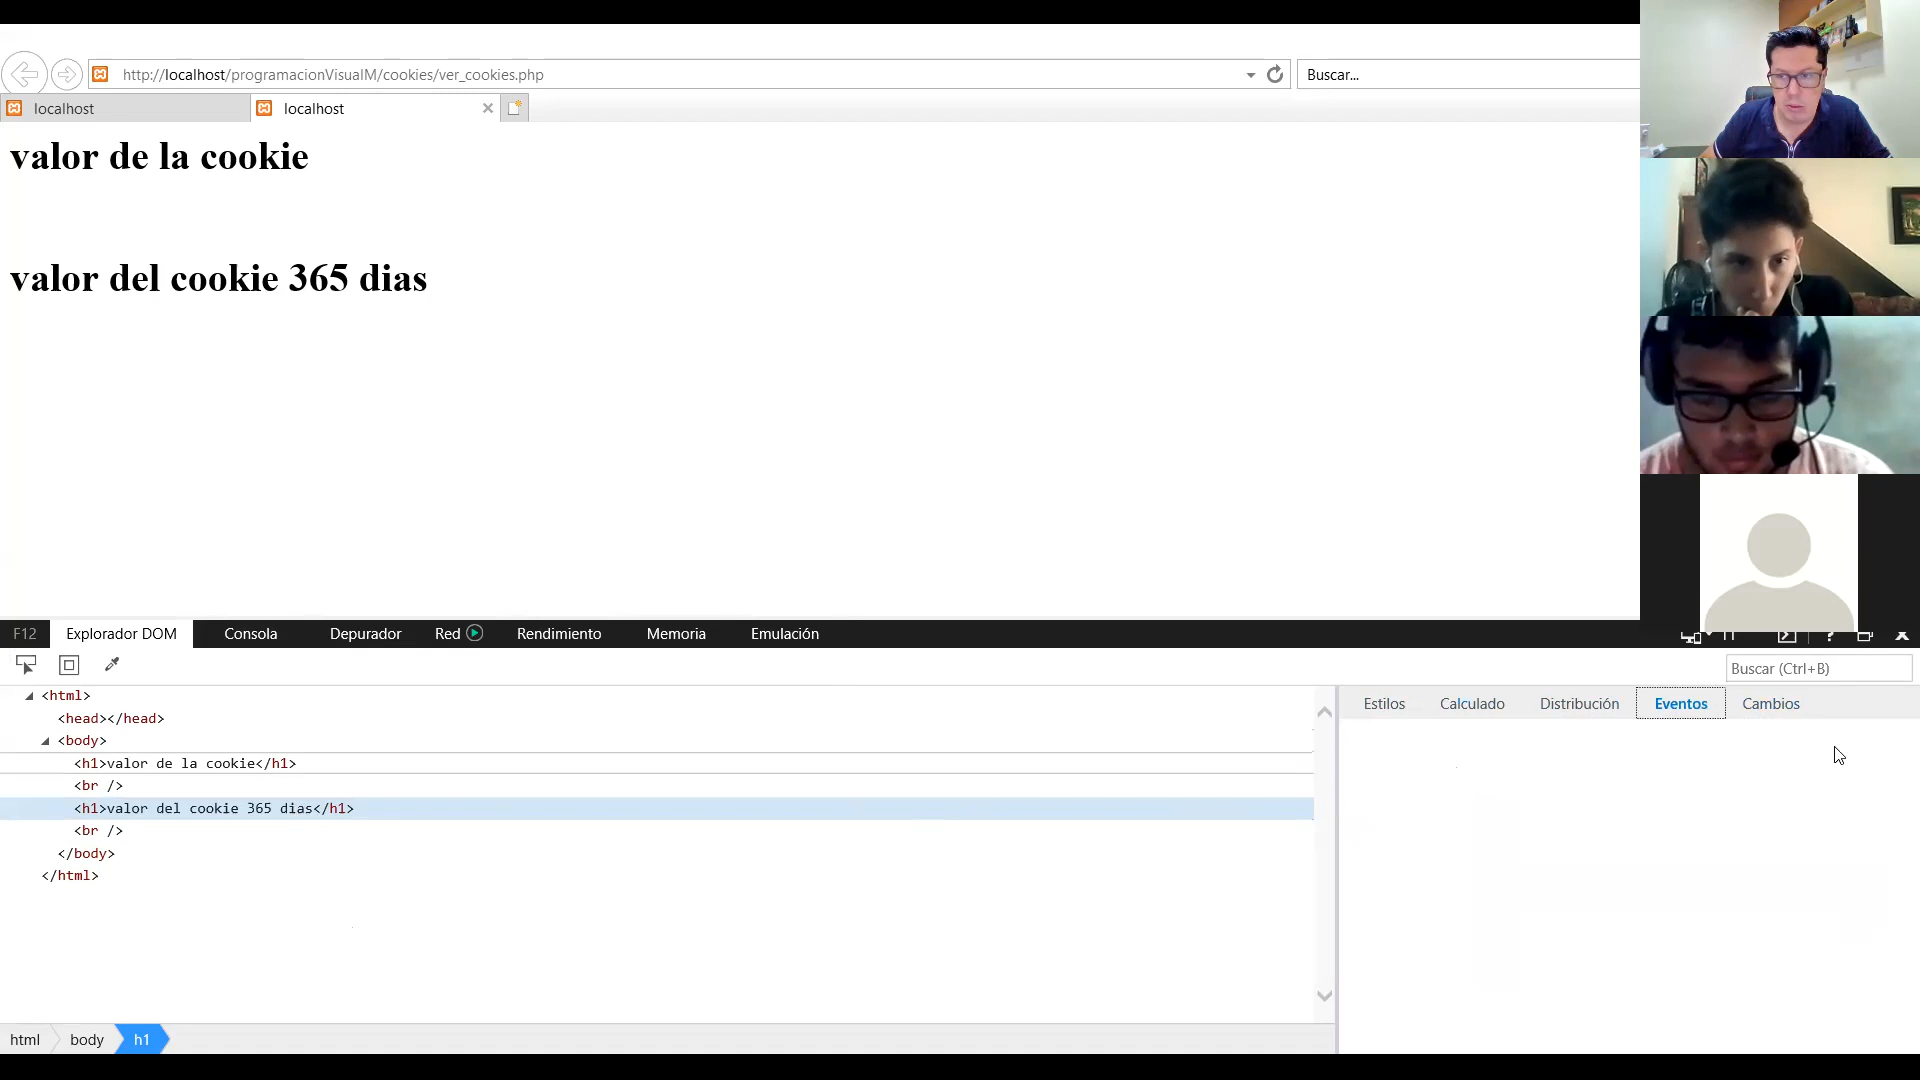 http://localhost/programacionVisualM/cookies/ver_cookies.php
Buscar...
localhost
localhost
valor de la cookie
valor del cookie 365 dias
F12
Explorador DOM
Consola
Depurador
Red
Rendimiento
Memoria
Emulación
Buscar (Ctrl+B)
<html>
<head></head>
<body>
<h1>valor de la cookie</h1>
<br />
<h1>valor del cookie 365 dias</h1>
<br />
</body>
</html>
Estilos
Calculado
Distribución
Eventos
Cambios
html
body
h1